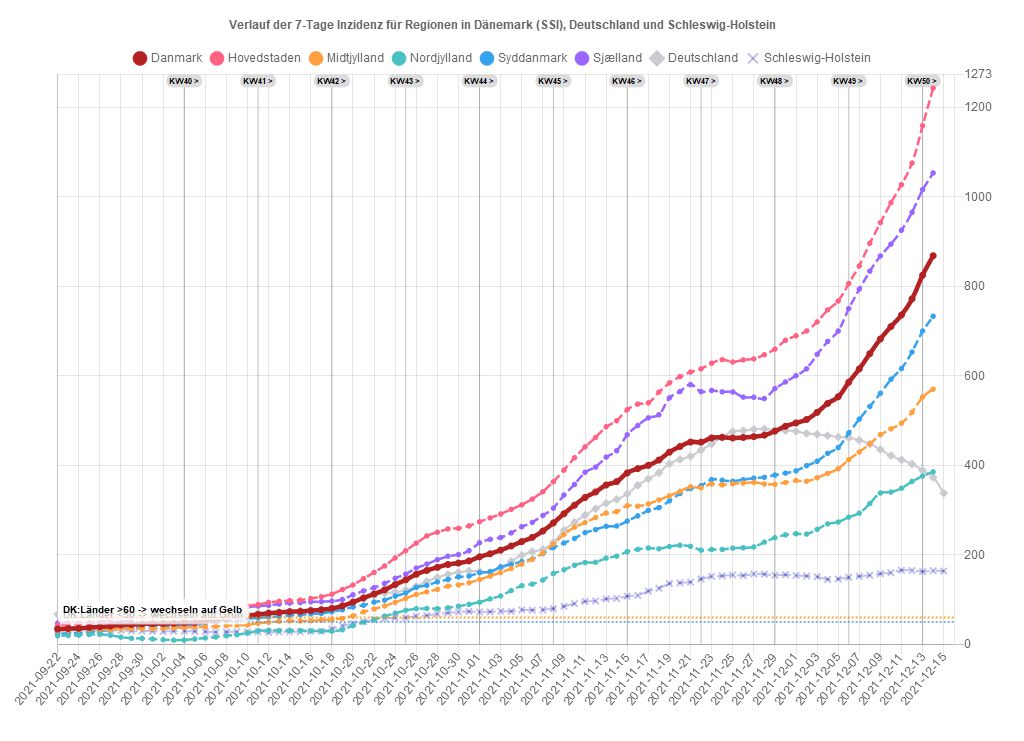 Verlauf der 7-Tage Inzidenz für Regionen in Dänemark (SSI), Deutschland und Schleswig-Holstein
Danmark Hovedstaden Midtjylland Nordjylland Syddanmark Sjælland Deutschland Schleswig-Holstein
KW40 > KW41 > KW42 > KW43 > KW44 > KW45 > KW46 > KW47 > KW48 > KW49 > KW50 >
1273
1200
1000
800
600
400
200
0
DK:Länder >60 -> wechseln auf Gelb
2021-09-22 2021-09-24 2021-09-26 2021-09-28 2021-09-30 2021-10-02 2021-10-04 2021-10-06 2021-10-08 2021-10-10 2021-10-12 2021-10-14 2021-10-16 2021-10-18 2021-10-20 2021-10-22 2021-10-24 2021-10-26 2021-10-28 2021-10-30 2021-11-01 2021-11-03 2021-11-05 2021-11-07 2021-11-09 2021-11-11 2021-11-13 2021-11-15 2021-11-17 2021-11-19 2021-11-21 2021-11-23 2021-11-25 2021-11-27 2021-11-29 2021-12-01 2021-12-03 2021-12-05 2021-12-07 2021-12-09 2021-12-11 2021-12-13 2021-12-15